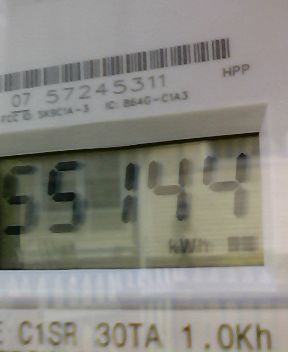 HPP
07 57245311
FCC ID: SK9C1A-3 IC: 864G-C1A3
55144
kWh
E C1SR 30TA 1.0Kh